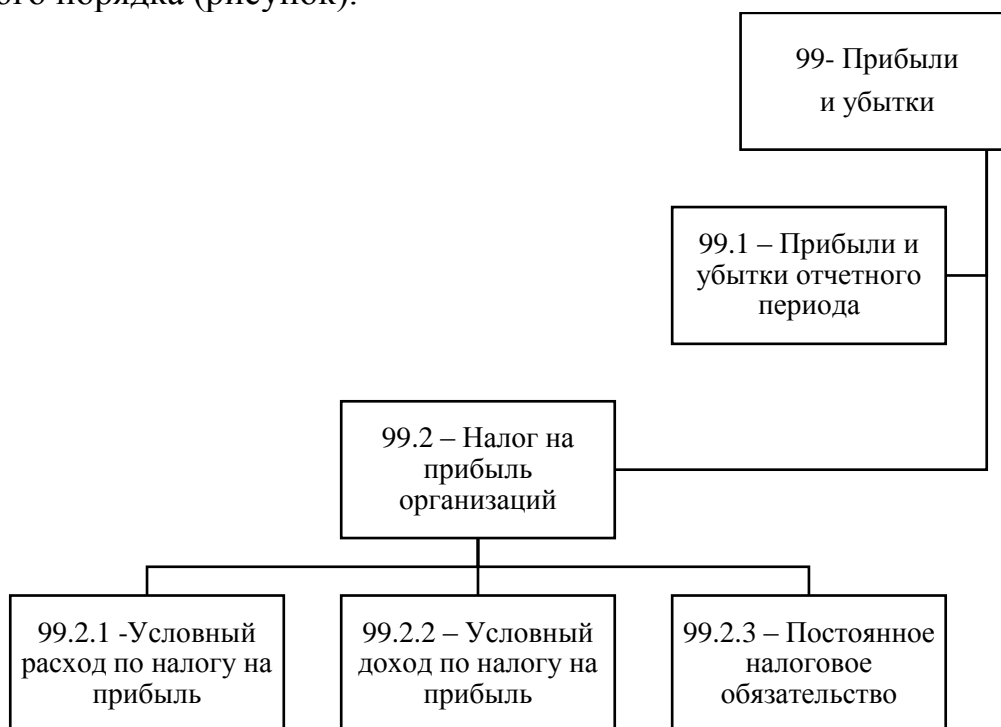 ого порядка (рисунок).
99- Прибыли
и убытки
99.1 – Прибыли и
убытки отчетного
периода
99.2 – Налог на
прибыль
организаций
99.2.1 -Условный
расход по налогу на
прибыль
99.2.2 – Условный
доход по налогу на
прибыль
99.2.3 – Постоянное
налоговое
обязательство